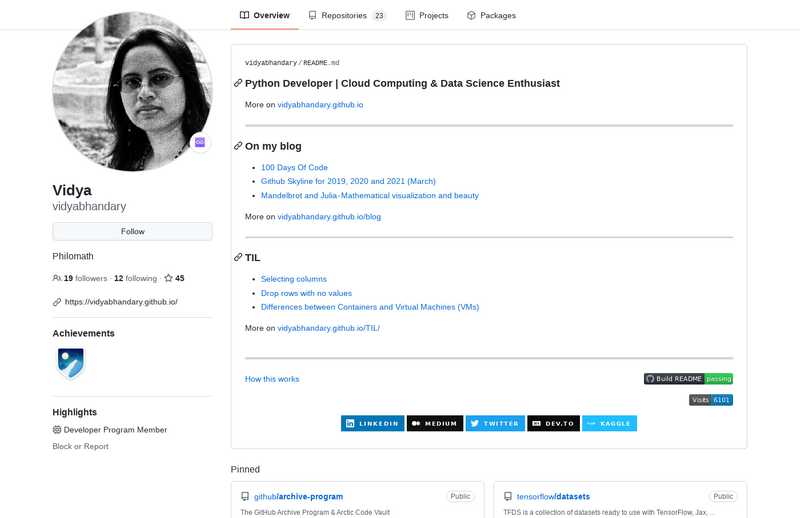 Overview
Repositories 23
Projects
Packages
Vidya
vidyabhandary
Follow
Philomath
19 followers · 12 following · 45
https://vidyabhandary.github.io/
Achievements
Highlights
Developer Program Member
Block or Report
vidyabhandary / README.md
Python Developer | Cloud Computing & Data Science Enthusiast
More on vidyabhandary.github.io
On my blog
100 Days Of Code
Github Skyline for 2019, 2020 and 2021 (March)
Mandelbrot and Julia-Mathematical visualization and beauty
More on vidyabhandary.github.io/blog
TIL
Selecting columns
Drop rows with no values
Differences between Containers and Virtual Machines (VMs)
More on vidyabhandary.github.io/TIL/
How this works
Build README passing
Visits 6101
LINKEDIN
MEDIUM
TWITTER
DEV.TO
KAGGLE
Pinned
github/archive-program
Public
The GitHub Archive Program & Arctic Code Vault
tensorflow/datasets
Public
TFDS is a collection of datasets ready to use with TensorFlow, Jax, ...